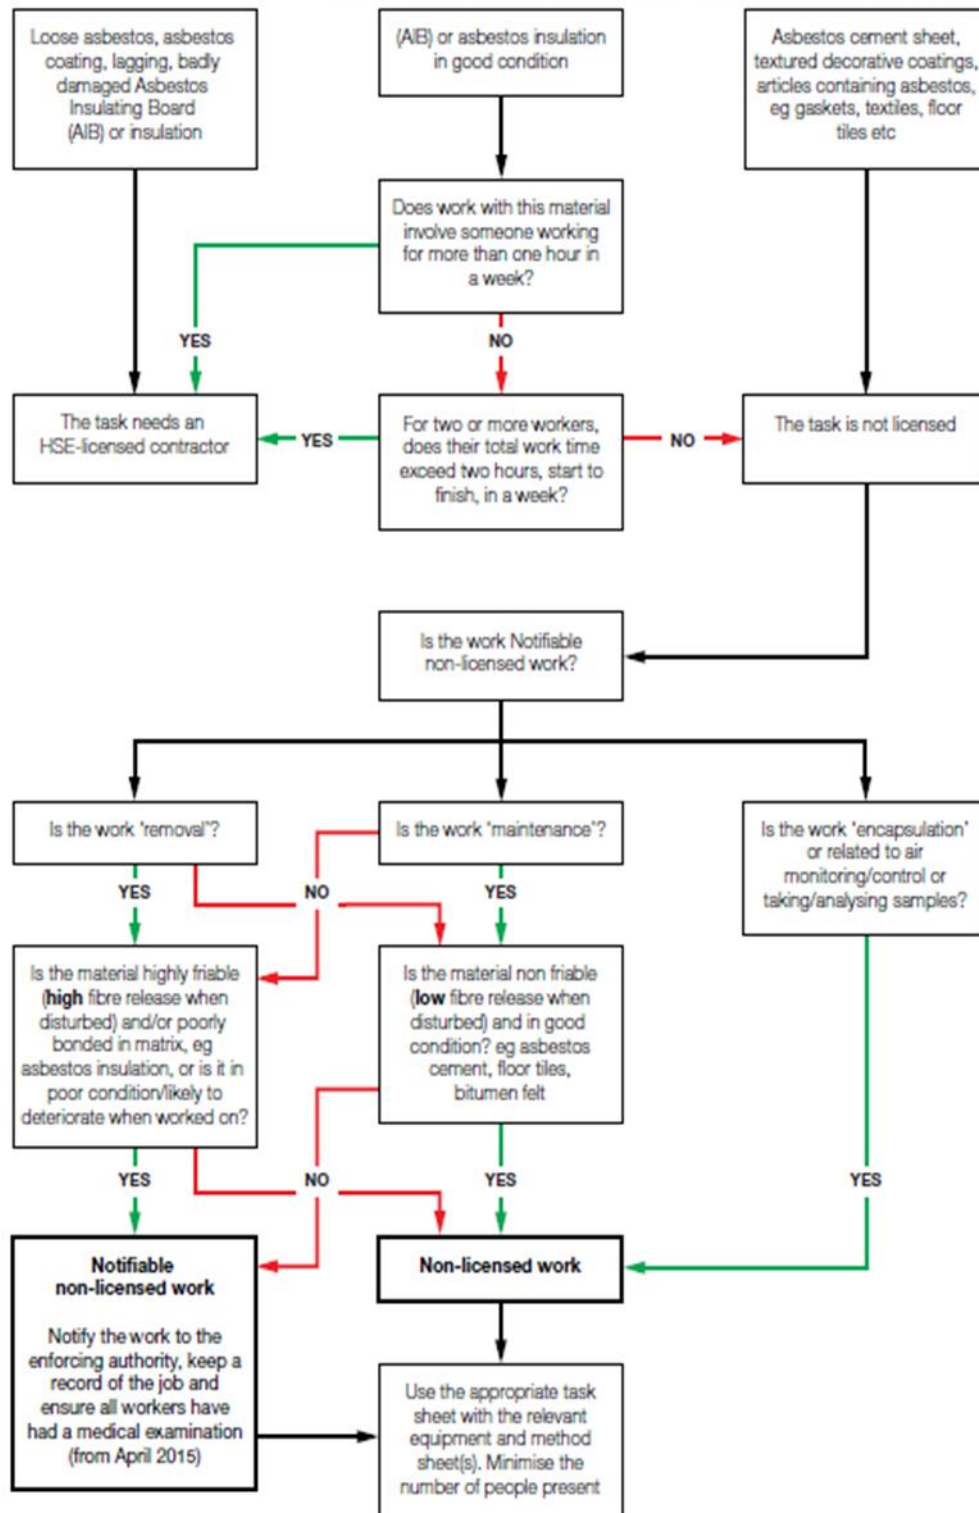 Loose asbestos, asbestos
coating, lagging, badly
damaged Asbestos
Insulating Board
(AIB) or insulation
(AIB) or asbestos insulation
in good condition
Asbestos cement sheet,
textured decorative coatings,
articles containing asbestos,
eg gaskets, textiles, floor
tiles etc
Does work with this material
involve someone working
for more than one hour in
a week?
YES
NO
The task needs an
HSE-licensed contractor
YES
For two or more workers,
does their total work time
exceed two hours, start to
finish, in a week?
NO
The task is not licensed
Is the work Notifiable
non-licensed work?
Is the work 'removal'?
Is the work 'maintenance'?
Is the work 'encapsulation'
or related to air
monitoring/control or
taking/analysing samples?
YES
NO
YES
Is the material highly friable
(high fibre release when
disturbed) and/or poorly
bonded in matrix, eg
asbestos insulation, or is it in
poor condition/likely to
deteriorate when worked on?
Is the material non friable
(low fibre release when
disturbed) and in good
condition? eg asbestos
cement, floor tiles,
bitumen felt
YES
NO
YES
YES
Notifiable
non-licensed work
Notify the work to the
enforcing authority, keep a
record of the job and
ensure all workers have
had a medical examination
(from April 2015)
Non-licensed work
Use the appropriate task
sheet with the relevant
equipment and method
sheet(s). Minimise the
number of people present